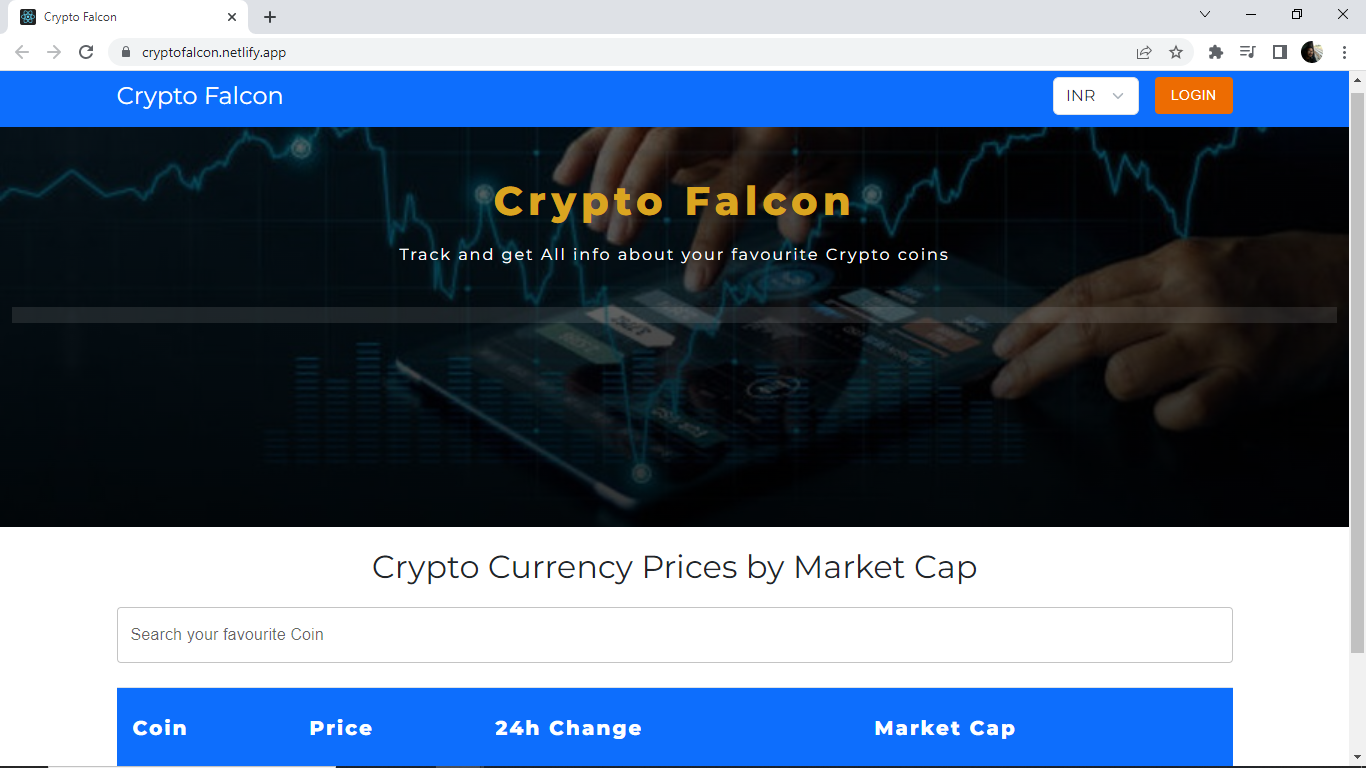 Crypto Falcon
cryptofalcon.netlify.app
Crypto Falcon
INR
LOGIN
Crypto Falcon
Track and get All info about your favourite Crypto coins
Crypto Currency Prices by Market Cap
Search your favourite Coin
Coin Price 24h Change Market Cap